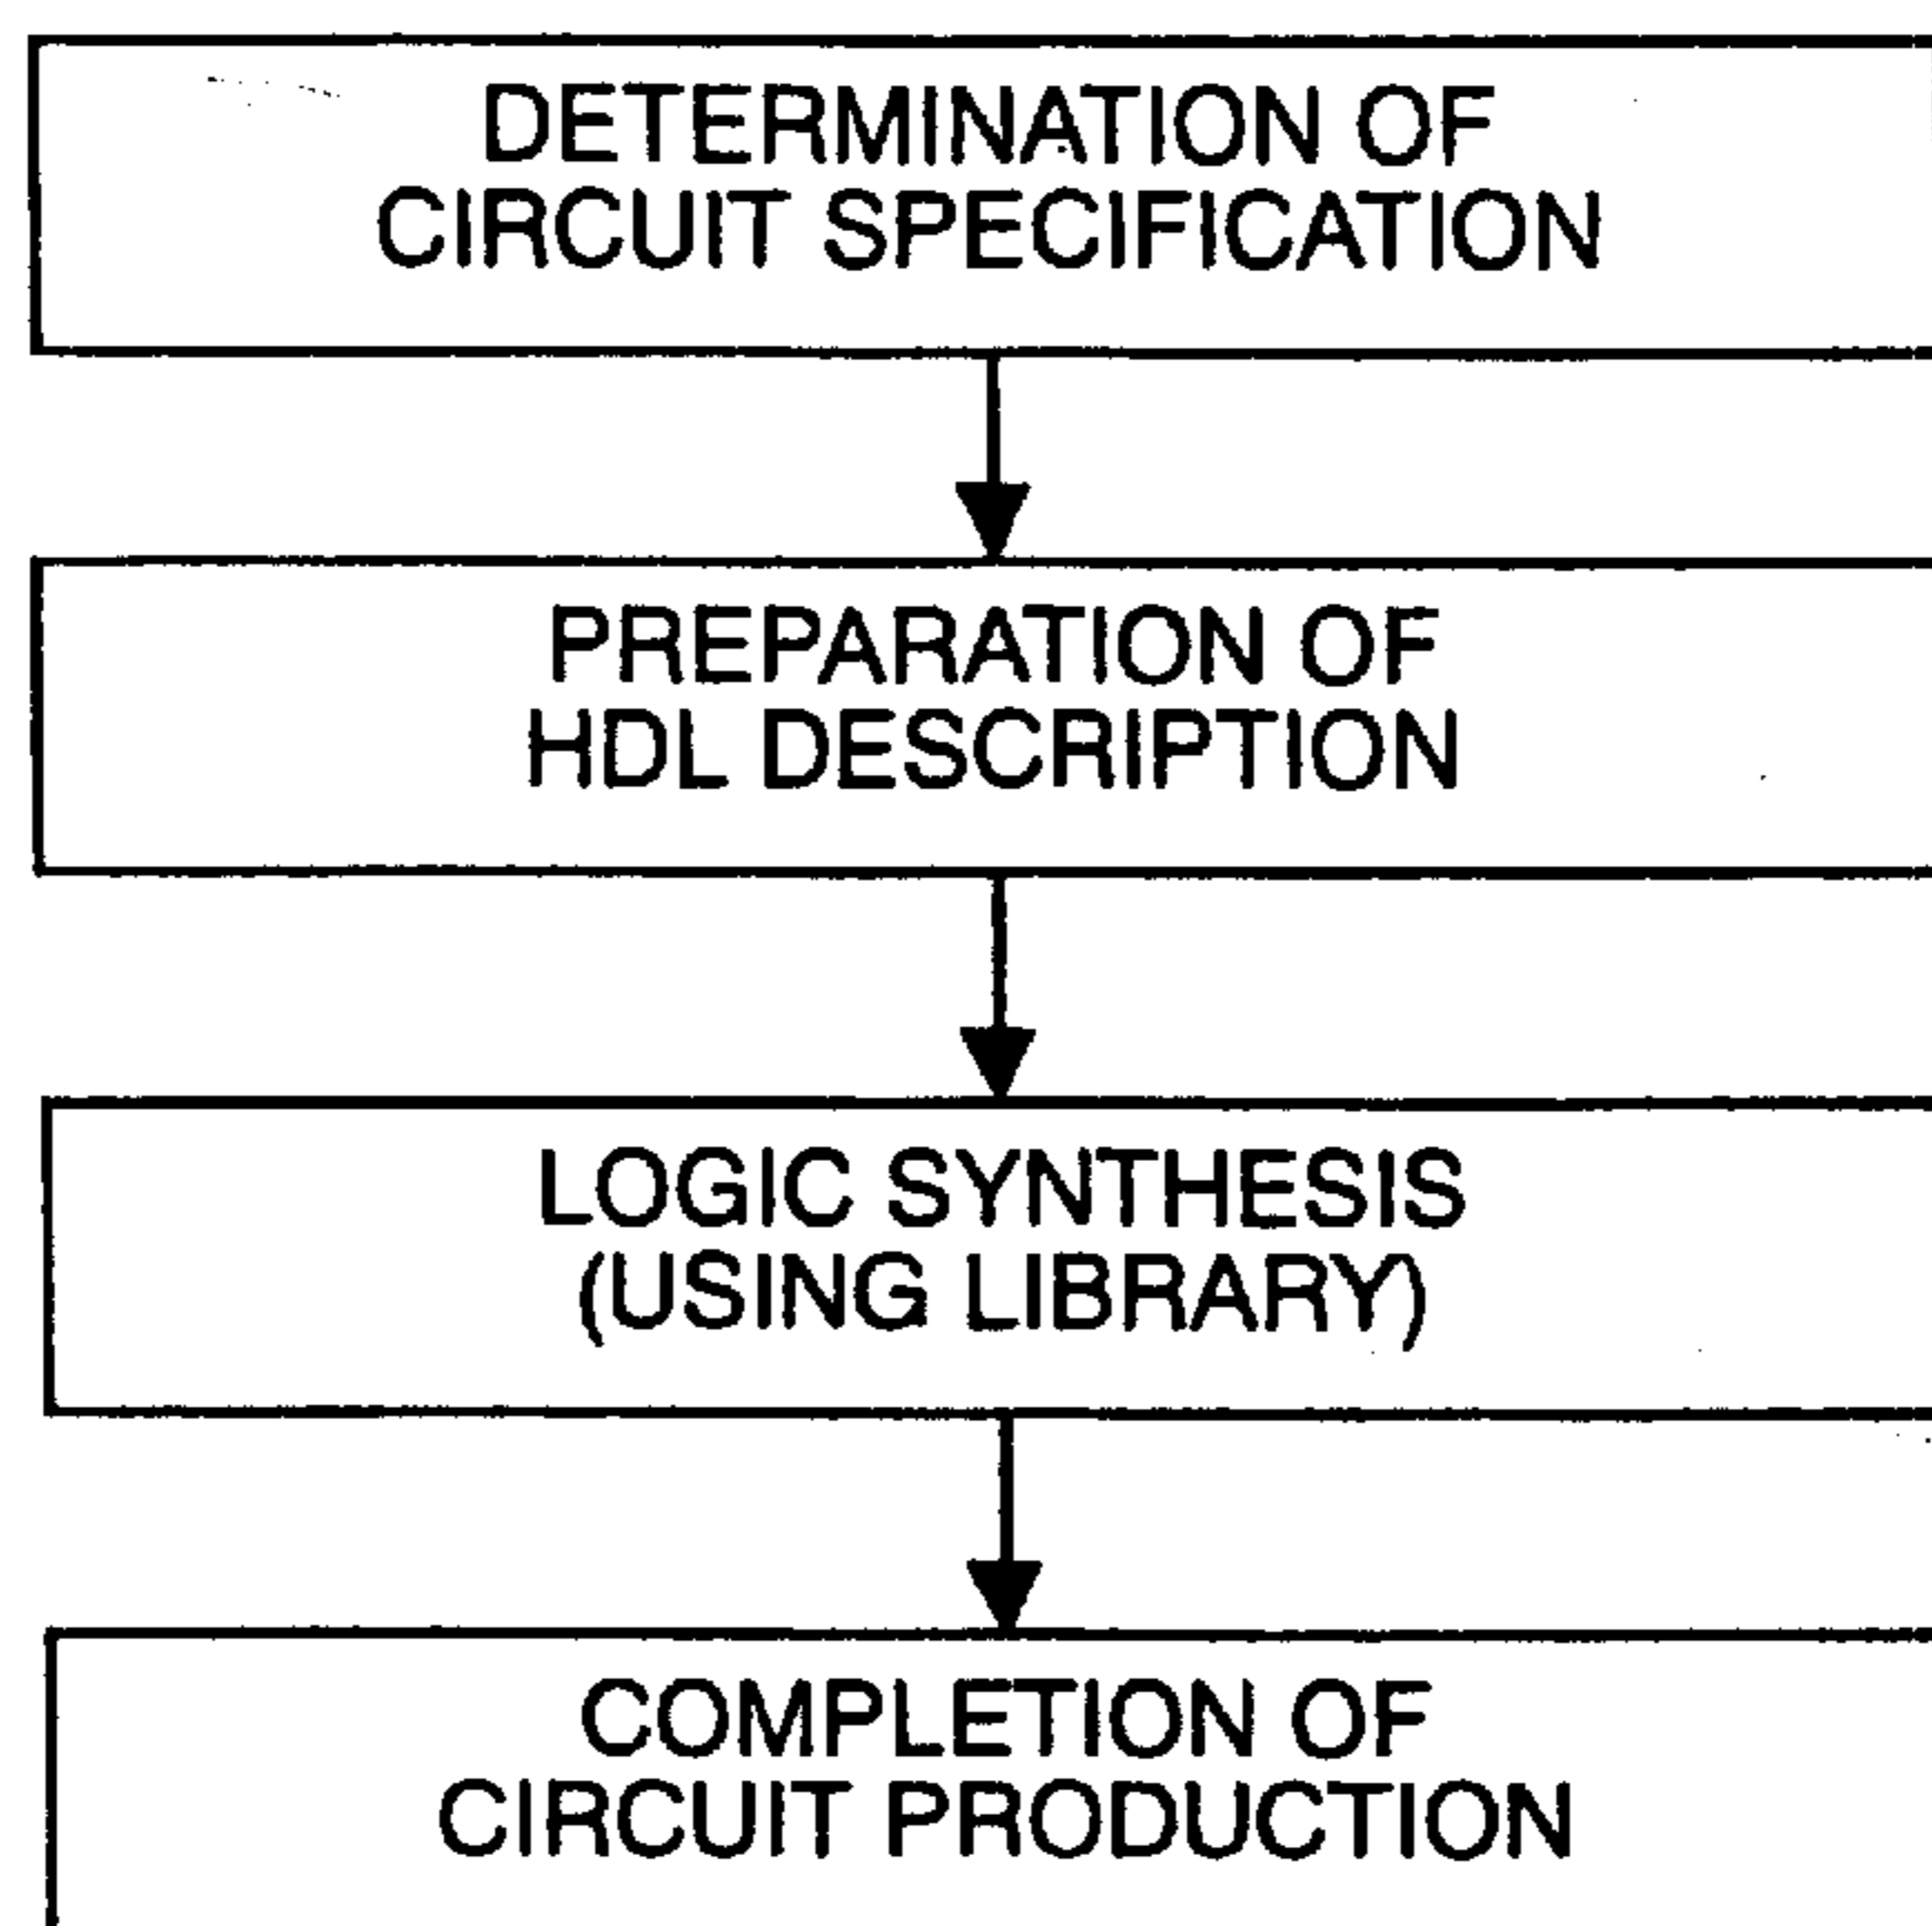 DETERMINATION OF
CIRCUIT SPECIFICATION
PREPARATION OF
HDL DESCRIPTION
LOGIC SYNTHESIS
(USING LIBRARY)
COMPLETION OF
CIRCUIT PRODUCTION